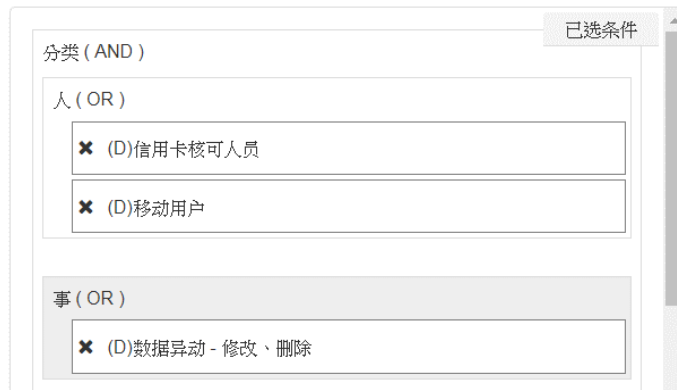 已选条件
分类 ( AND )
人 ( OR )
✖ (D)信用卡核可人员
✖ (D)移动用户
事 ( OR )
✖ (D)数据异动 - 修改、删除